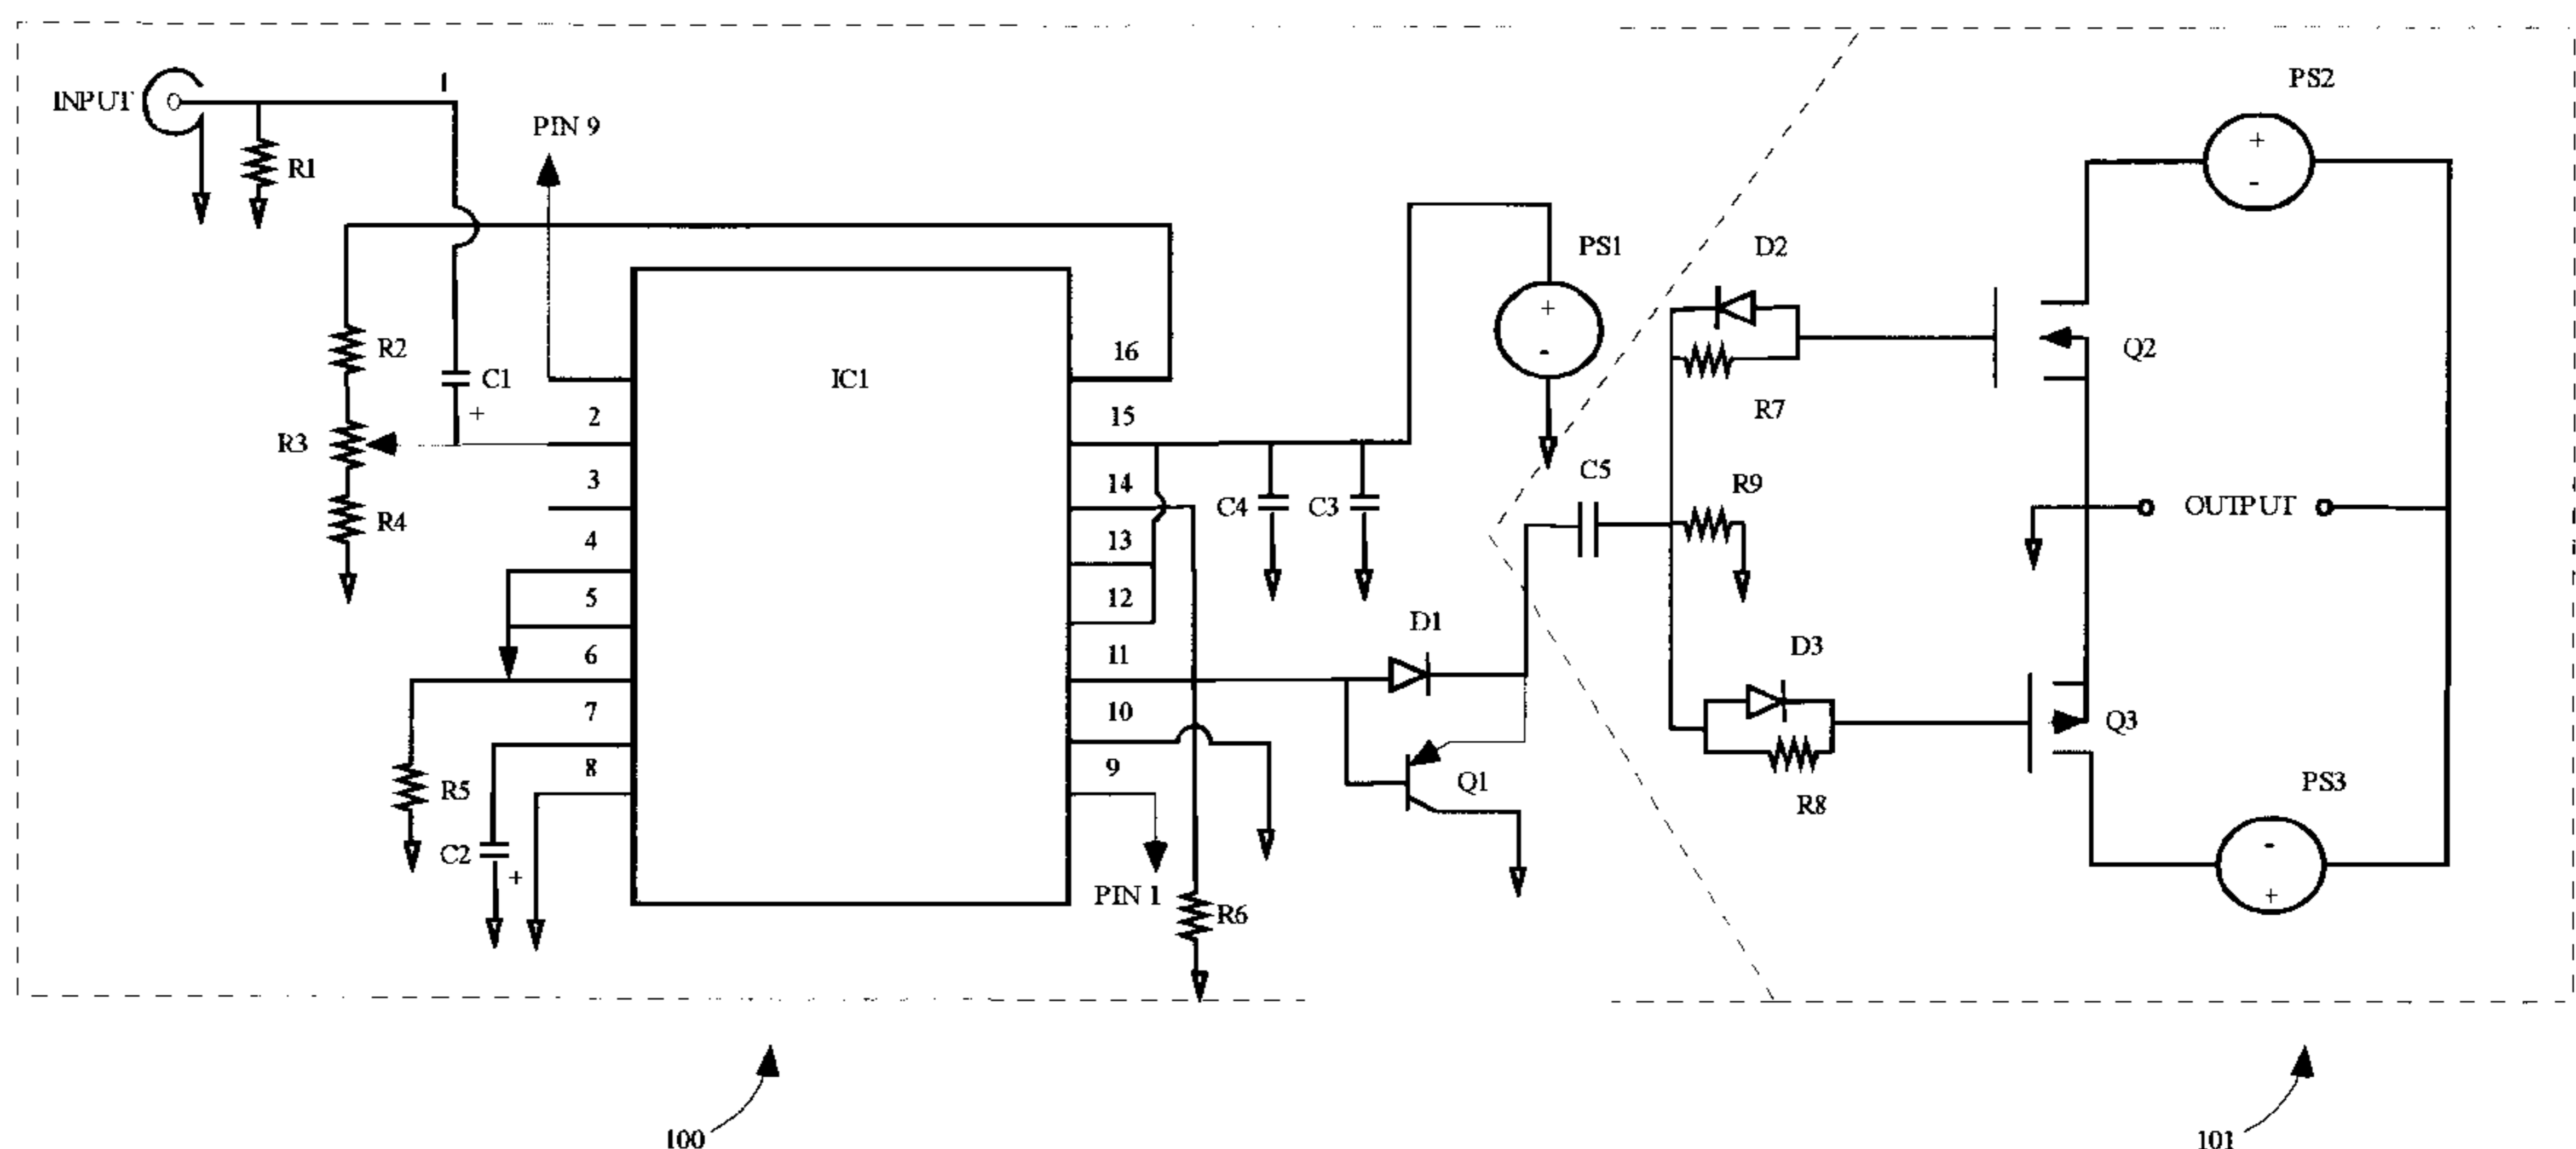 INPUT
1
PIN 9
R1
R2
C1
+
R3
R4
IC1
2
3
4
5
6
7
8
16
15
14
13
12
11
10
9
R5
C2
+
PIN 1
R6
C4
C3
PS1
+
-
D1
Q1
C5
D2
R7
R9
D3
R8
PS2
+
-
Q2
OUTPUT
Q3
PS3
-
+
100
101